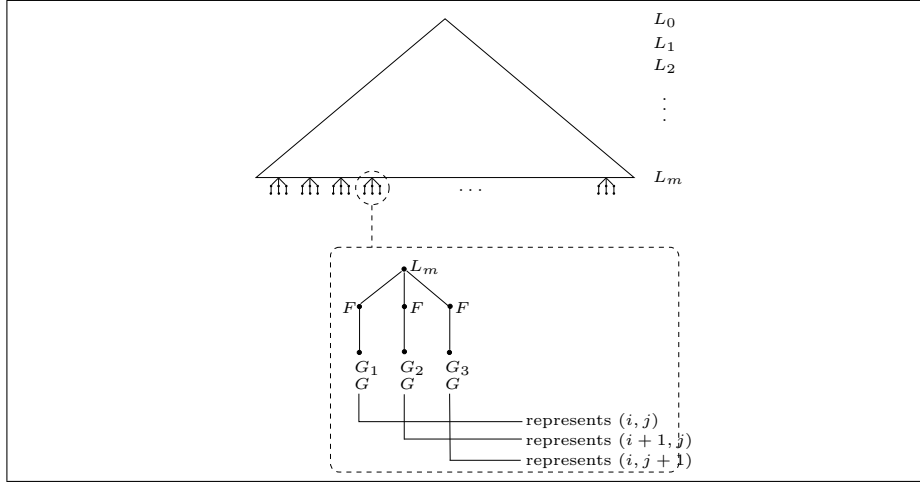 L₀
L₁
L₂
⋮
Lₘ
. . .
Lₘ
F F F
G₁ G₂ G₃
G G G
represents (i, j)
represents (i + 1, j)
represents (i, j + 1)